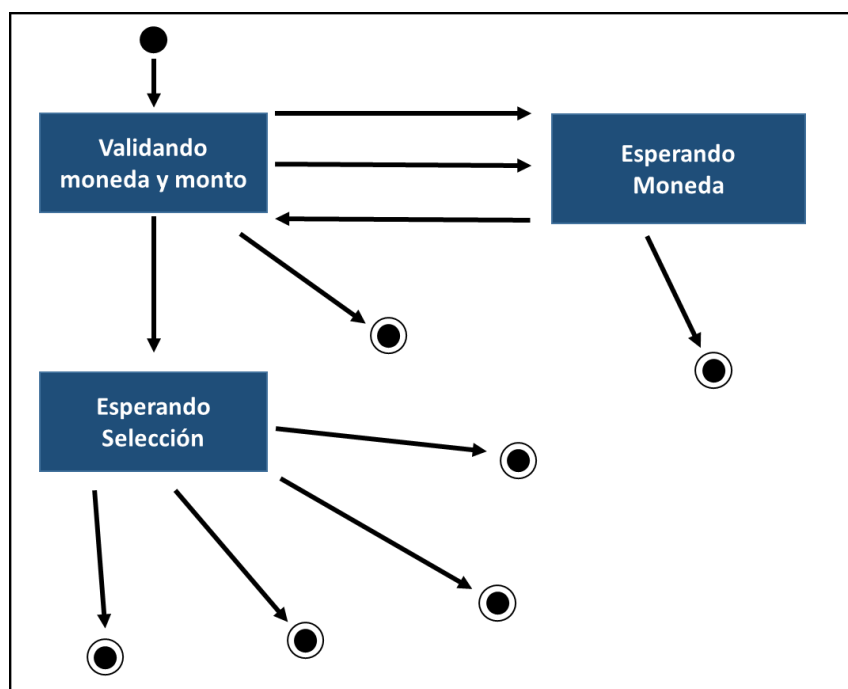 Validando
moneda y monto
Esperando
Moneda
Esperando
Selección